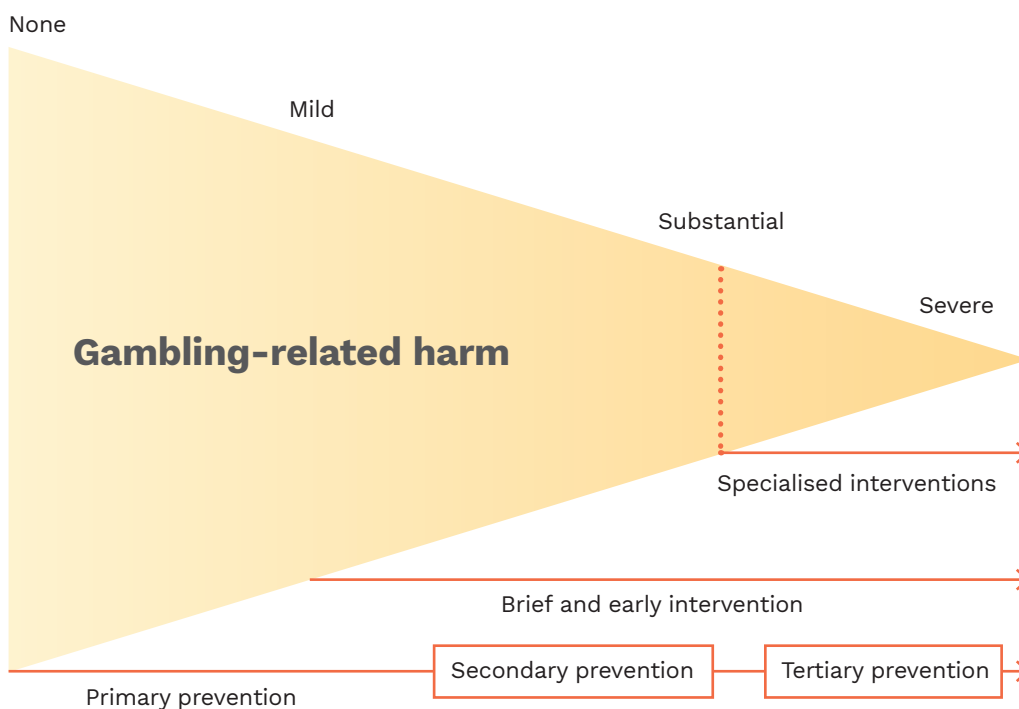 None
Mild
Substantial
Severe
Gambling-related harm
Specialised interventions
Brief and early intervention
Secondary prevention
Tertiary prevention
Primary prevention